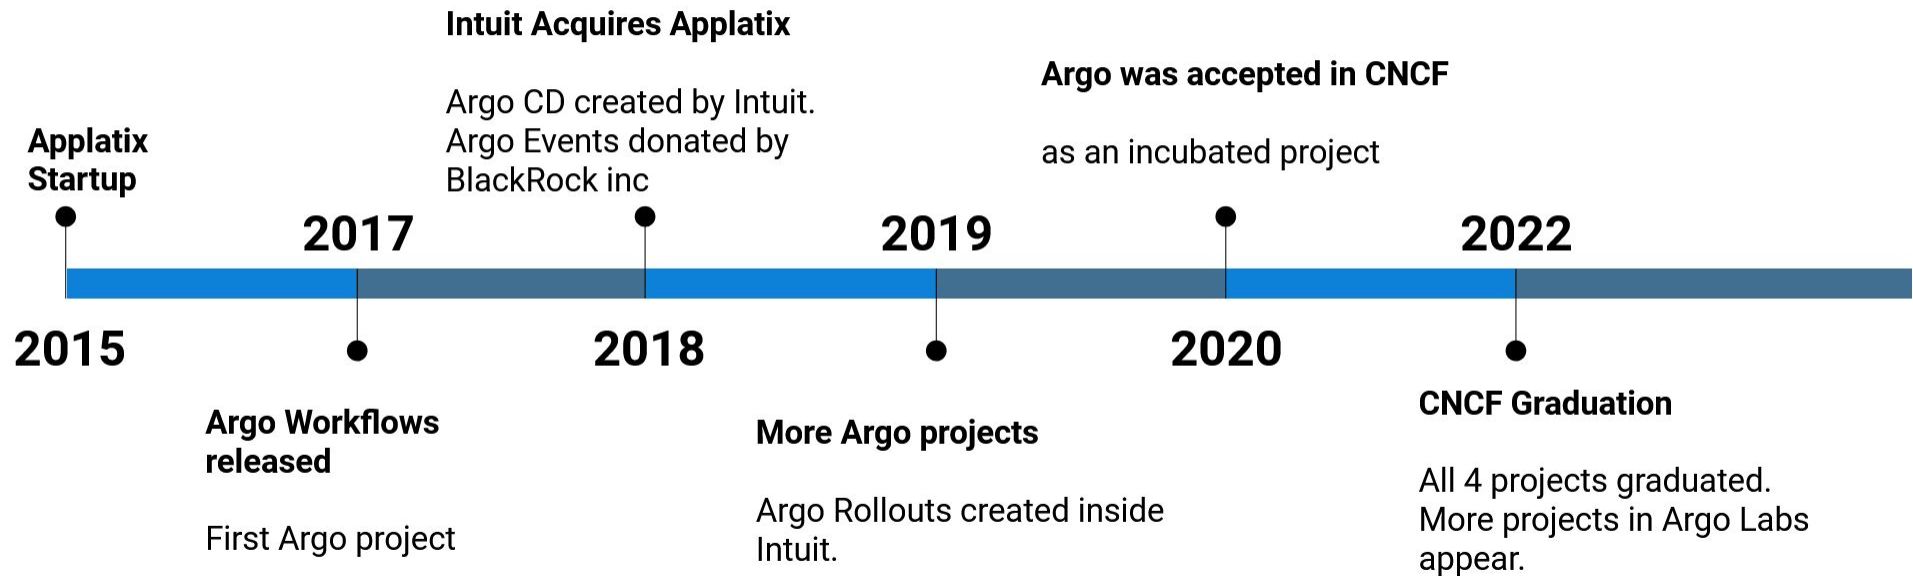 Applatix
Startup
2015
2017
Argo Workflows
released
First Argo project
Intuit Acquires Applatix
Argo CD created by Intuit.
Argo Events donated by
BlackRock inc
2018
2019
More Argo projects
Argo Rollouts created inside
Intuit.
Argo was accepted in CNCF
as an incubated project
2020
2022
CNCF Graduation
All 4 projects graduated.
More projects in Argo Labs
appear.